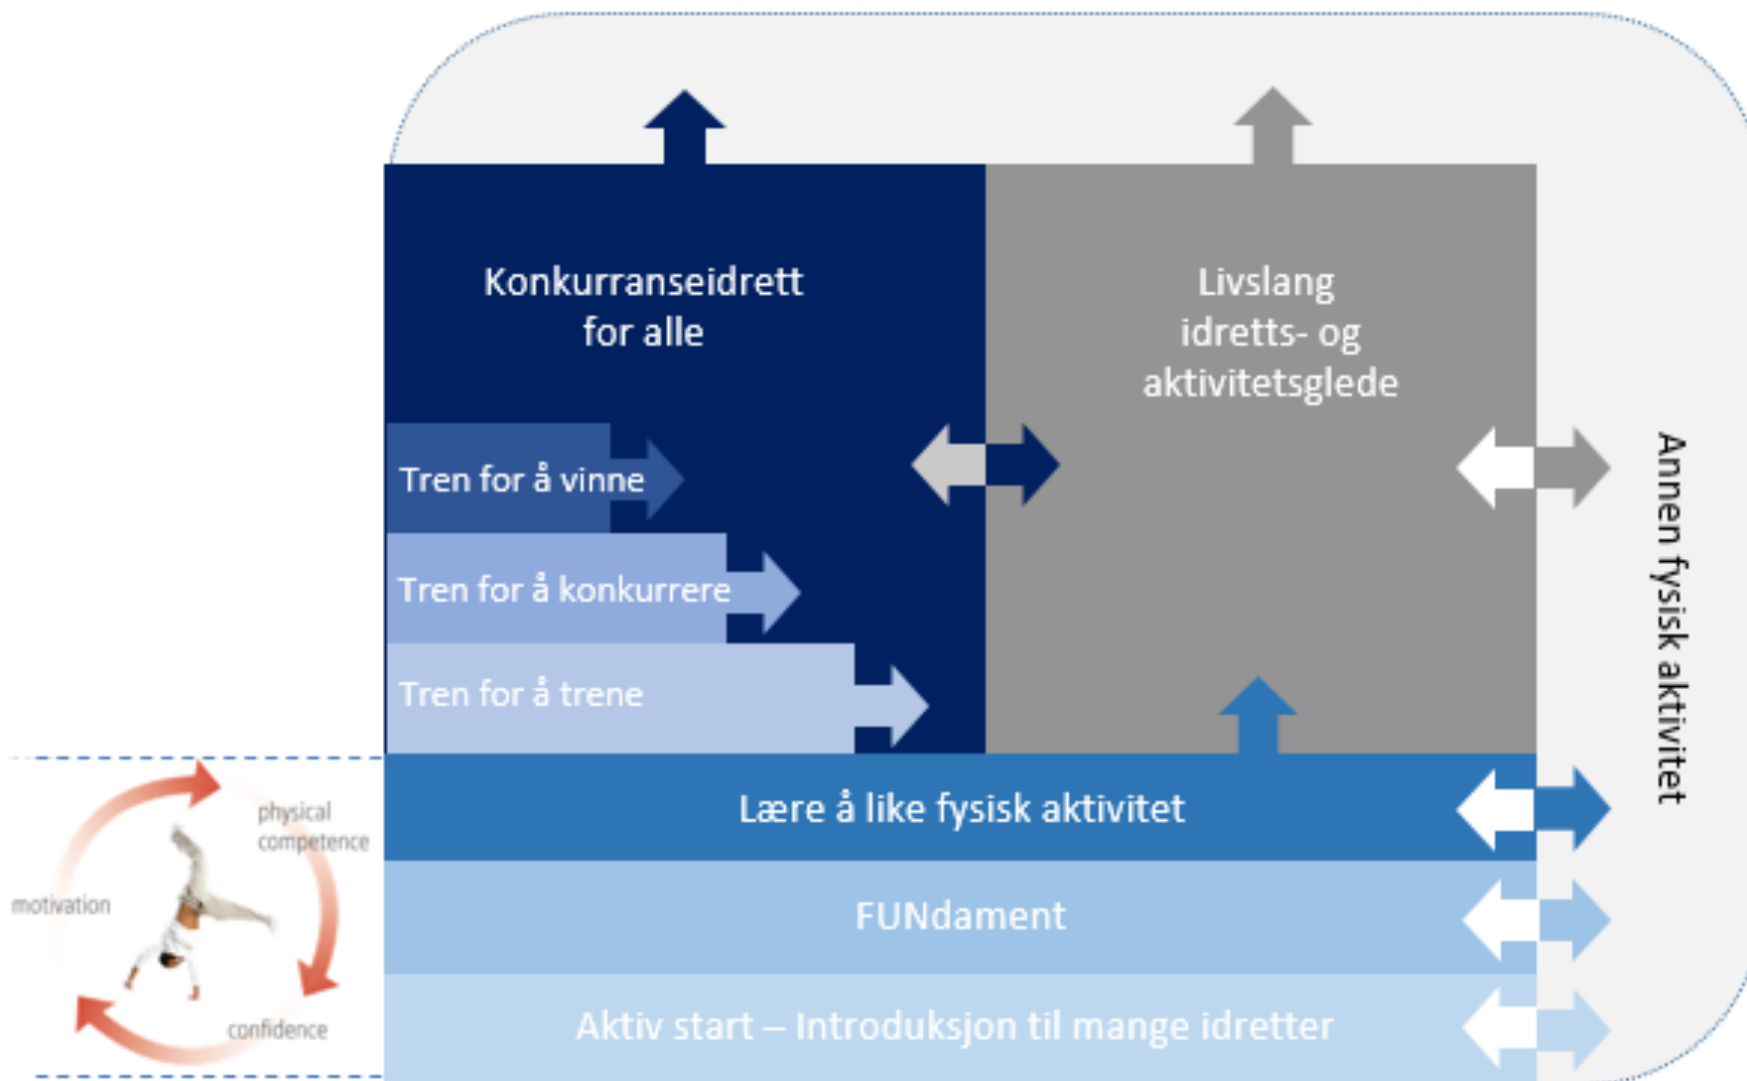 Konkurranseidrett
for alle
Livslang
idretts- og
aktivitetsglede
Tren for å vinne
Tren for å konkurrere
Tren for å trene
Annen fysisk aktivitet
Lære å like fysisk aktivitet
FUNdament
Aktiv start – Introduksjon til mange idretter
physical
competence
motivation
confidence